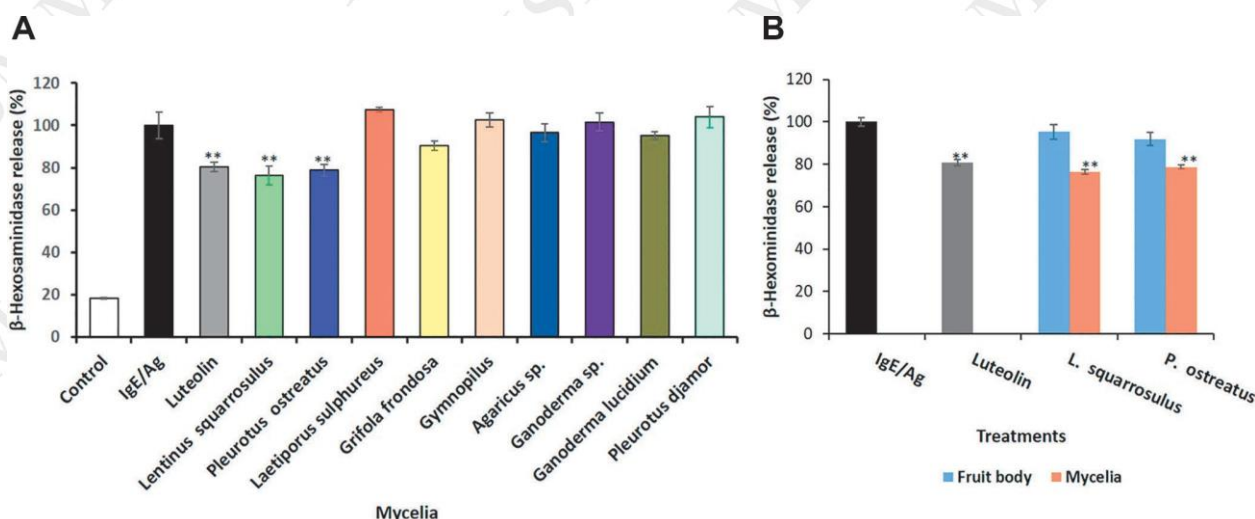 A
B
β-Hexosaminidase release (%)
120
100
80
60
40
20
0
**
**
**
Control
IgE/Ag
Luteolin
Lentinus squarrosulus
Pleurotus ostreatus
Laetiporus sulphureus
Grifola frondosa
Gymnopilus
Agaricus sp.
Ganoderma sp.
Ganoderma lucidium
Pleurotus djamor
Mycelia
β-Hexominidase release (%)
120
100
80
60
40
20
0
**
**
**
IgE/Ag
Luteolin
L. squarrosulus
P. ostreatus
Treatments
Fruit body
Mycelia